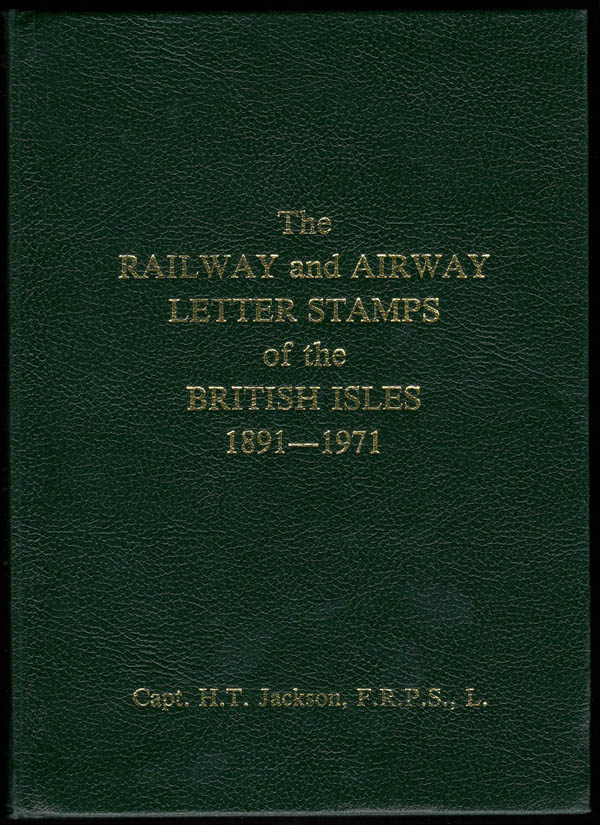 The
RAILWAY and AIRWAY
LETTER STAMPS
of the
BRITISH ISLES
1891—1971
Capt. H.T. Jackson, F.R.P.S., L.